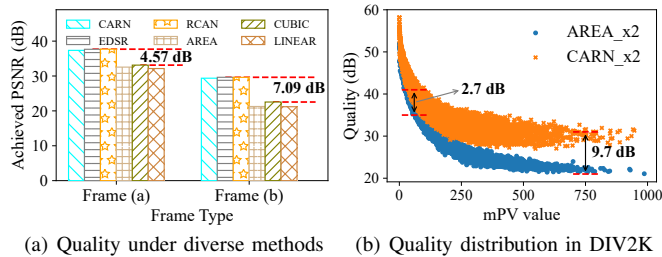 CARN RCAN CUBIC
EDSR AREA LINEAR
Achieved PSNR (dB)
40
30
20
10
0
4.57 dB
7.09 dB
Frame (a) Frame (b)
Frame Type
(a) Quality under diverse methods
AREA_x2
CARN_x2
Quality (dB)
60
50
40
30
20
2.7 dB
9.7 dB
0 250 500 750 1000
mPV value
(b) Quality distribution in DIV2K